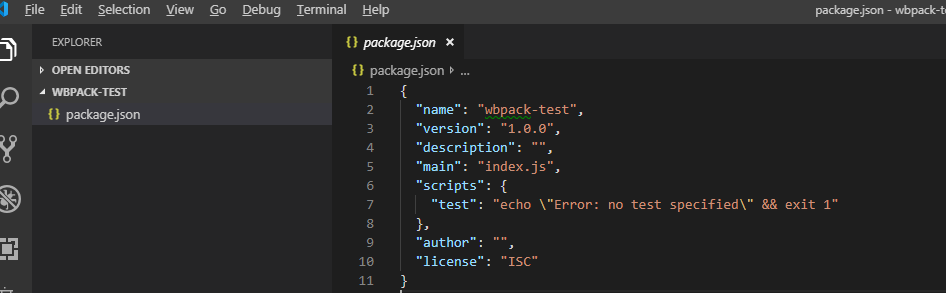 File Edit Selection View Go Debug Terminal Help package.json - wbpack-t
EXPLORER
OPEN EDITORS
WBPACK-TEST
{} package.json
{} package.json ×
{} package.json ...
1 {
2 "name": "wbpack-test",
3 "version": "1.0.0",
4 "description": "",
5 "main": "index.js",
6 "scripts": {
7 "test": "echo \"Error: no test specified\" && exit 1"
8 },
9 "author": "",
10 "license": "ISC"
11 }